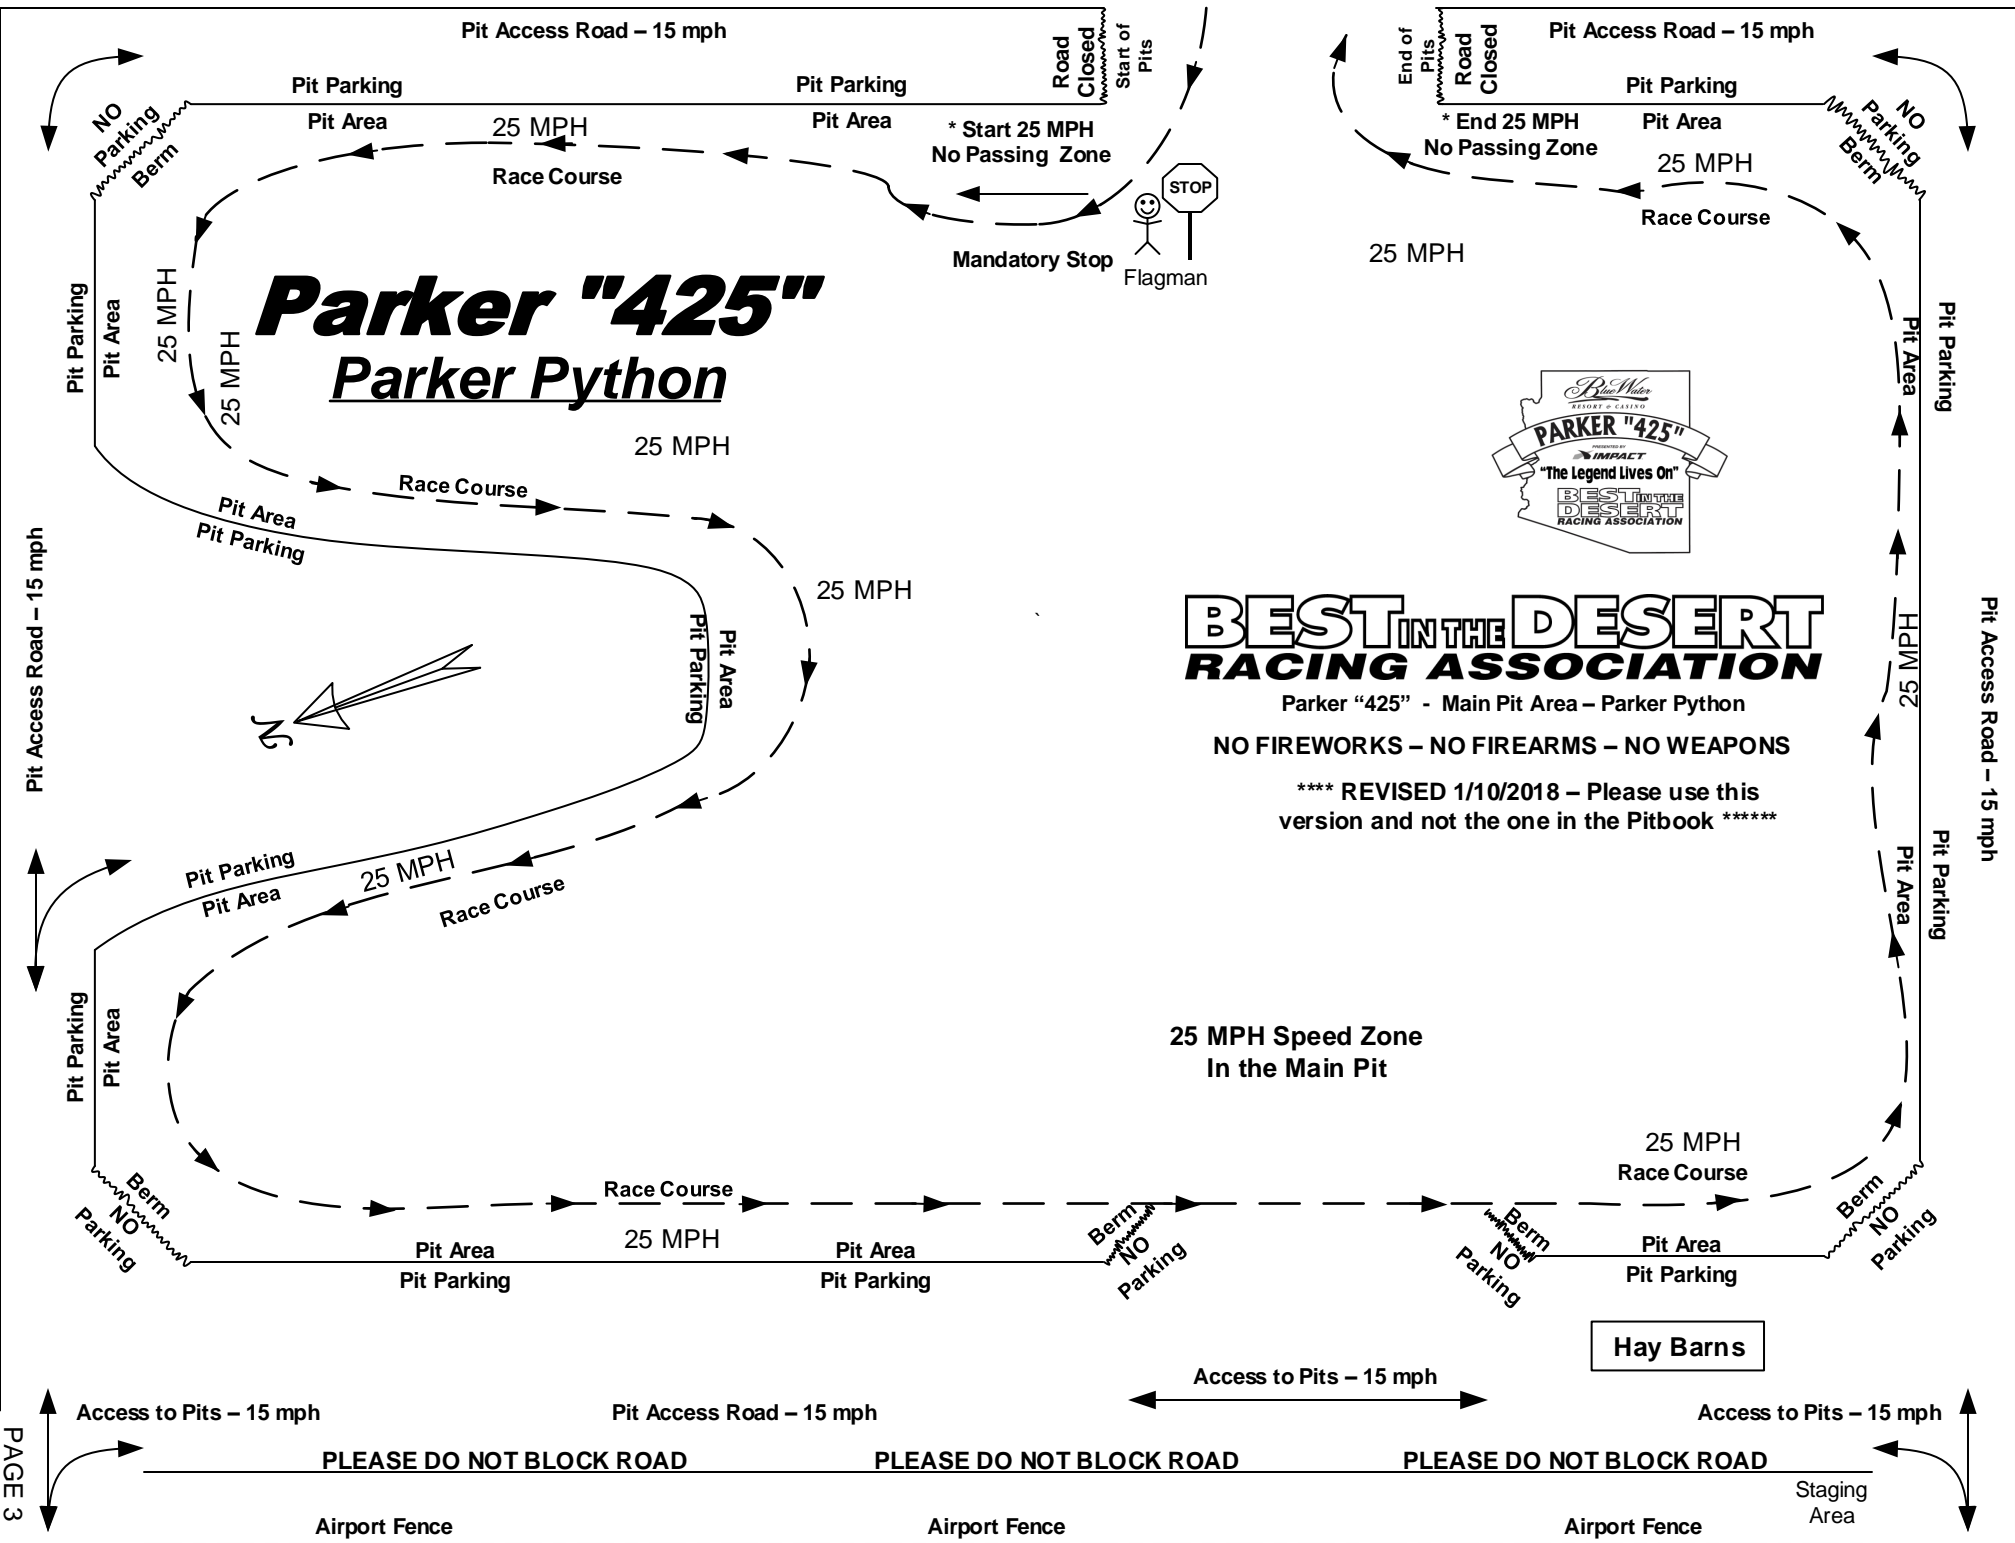 Pit Access Road – 15 mph
Road Closed
Start of Pits
End of Pits
Road Closed
Pit Access Road – 15 mph
NO Parking
Berm
Pit Parking
Pit Area
25 MPH
Race Course
Pit Parking
Pit Area
* Start 25 MPH
No Passing Zone
STOP
Mandatory Stop
Flagman
* End 25 MPH
No Passing Zone
Pit Parking
Pit Area
25 MPH
Race Course
NO Parking
Berm
25 MPH
Pit Parking
Pit Area
25 MPH
25 MPH
Parker "425"
Parker Python
25 MPH
Pit Area
Pit Parking
Blue Water
RESORT & CASINO
PARKER "425"
PRESENTED BY
IMPACT
"The Legend Lives On"
BEST IN THE
DESERT
RACING ASSOCIATION
Race Course
Pit Area
Pit Parking
25 MPH
Pit Access Road – 15 mph
Pit Parking
Pit Area
`
BEST IN THE DESERT
RACING ASSOCIATION
Parker “425” - Main Pit Area – Parker Python
NO FIREWORKS – NO FIREARMS – NO WEAPONS
**** REVISED 1/10/2018 – Please use this
version and not the one in the Pitbook ******
25 MPH
Pit Access Road – 15 mph
N
Pit Parking
Pit Area
25 MPH
Race Course
Pit Area
Pit Parking
Pit Parking
Pit Area
25 MPH Speed Zone
In the Main Pit
25 MPH
Race Course
Berm
NO
Parking
Race Course
25 MPH
Pit Area
Pit Parking
Pit Area
Pit Parking
Berm
NO
Parking
Berm
NO
Parking
Pit Area
Pit Parking
Berm
NO
Parking
Hay Barns
Access to Pits – 15 mph
Access to Pits – 15 mph
Pit Access Road – 15 mph
Access to Pits – 15 mph
PLEASE DO NOT BLOCK ROAD
PLEASE DO NOT BLOCK ROAD
PLEASE DO NOT BLOCK ROAD
Staging
Area
Airport Fence
Airport Fence
Airport Fence
PAGE 3